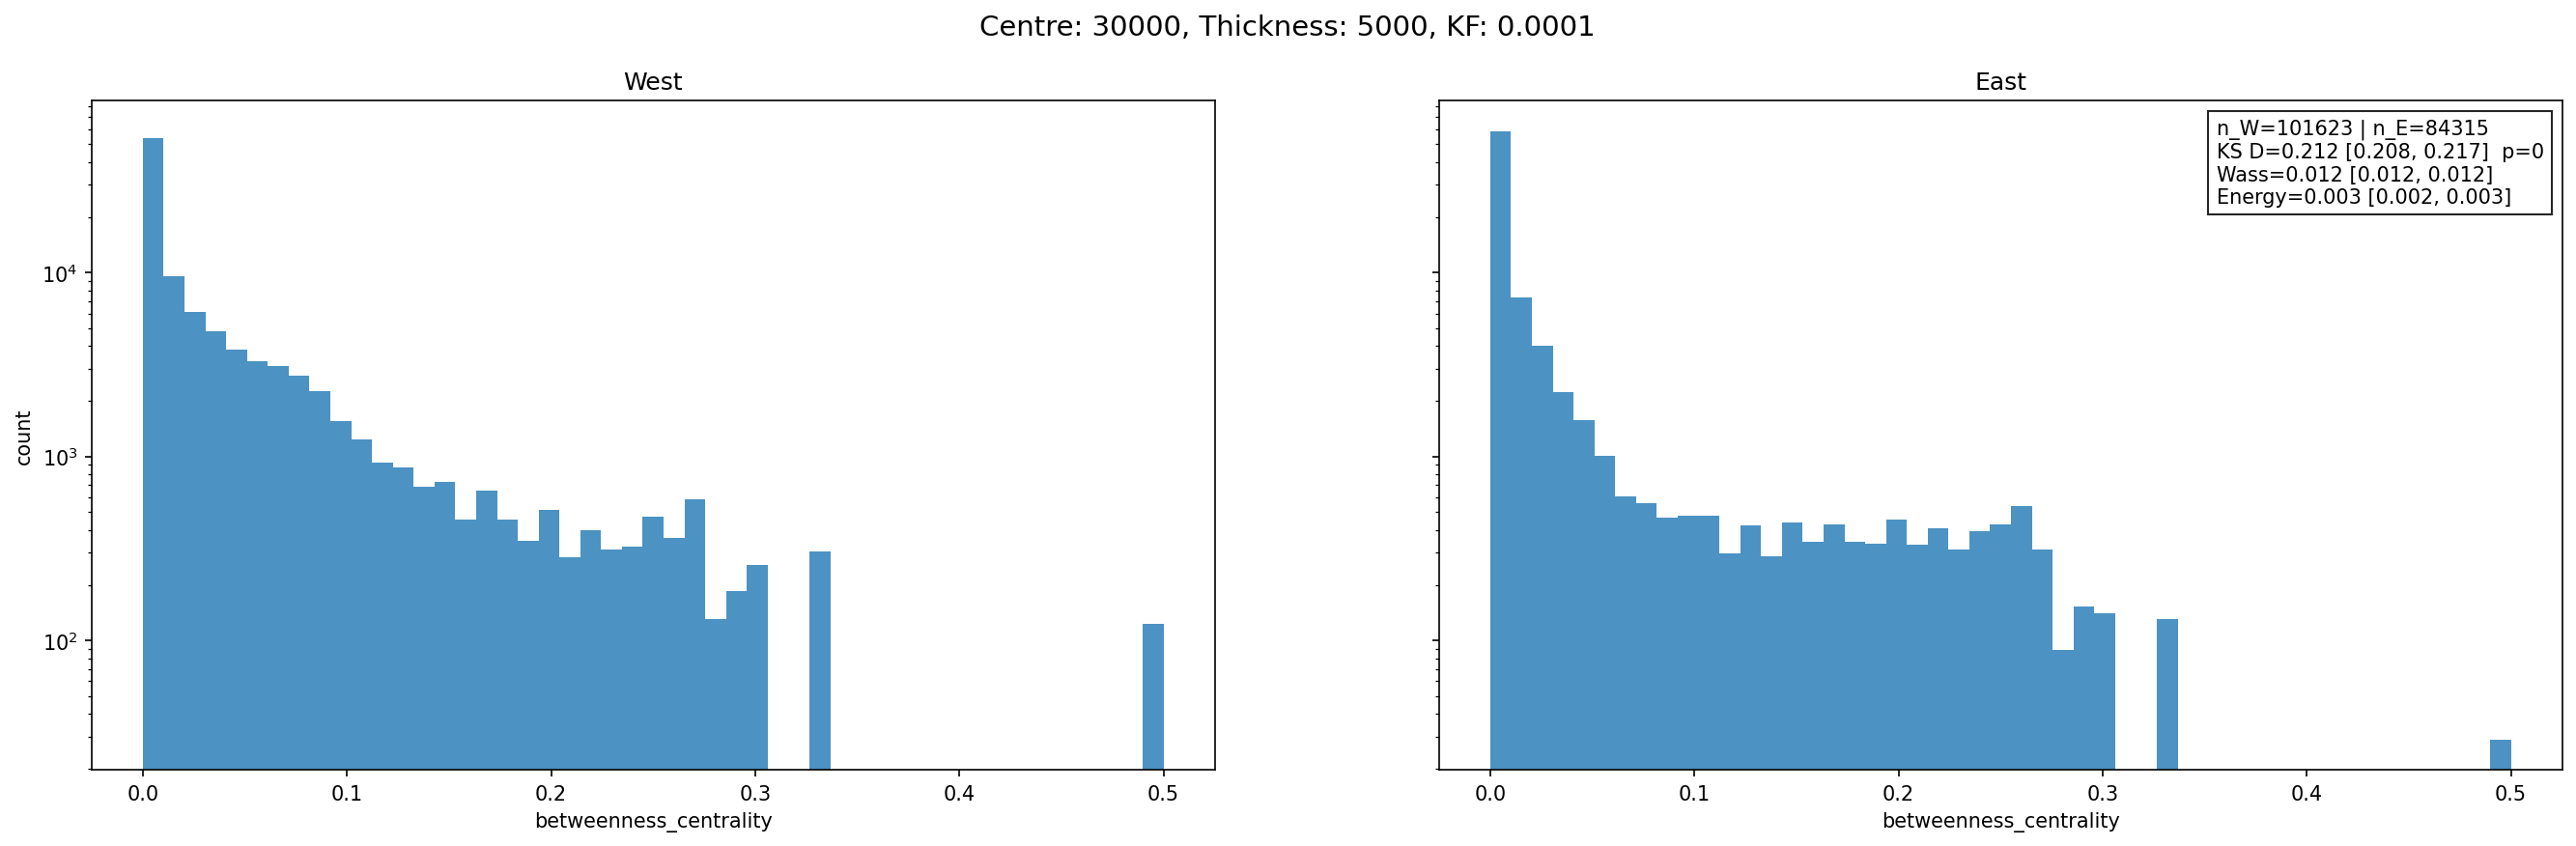 Centre: 30000, Thickness: 5000, KF: 0.0001
West
East
n_W=101623 | n_E=84315
KS D=0.212 [0.208, 0.217]  p=0
Wass=0.012 [0.012, 0.012]
Energy=0.003 [0.002, 0.003]
10⁴
10³
10²
count
0.0 0.1 0.2 0.3 0.4 0.5
0.0 0.1 0.2 0.3 0.4 0.5
betweenness_centrality
betweenness_centrality